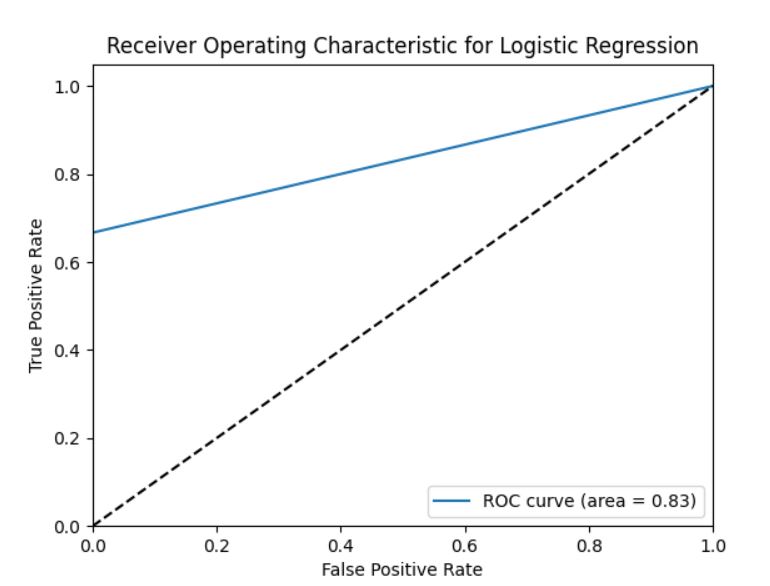 Receiver Operating Characteristic for Logistic Regression
1.0
0.8
0.6
0.4
0.2
0.0
True Positive Rate
ROC curve (area = 0.83)
0.0 0.2 0.4 0.6 0.8 1.0
False Positive Rate